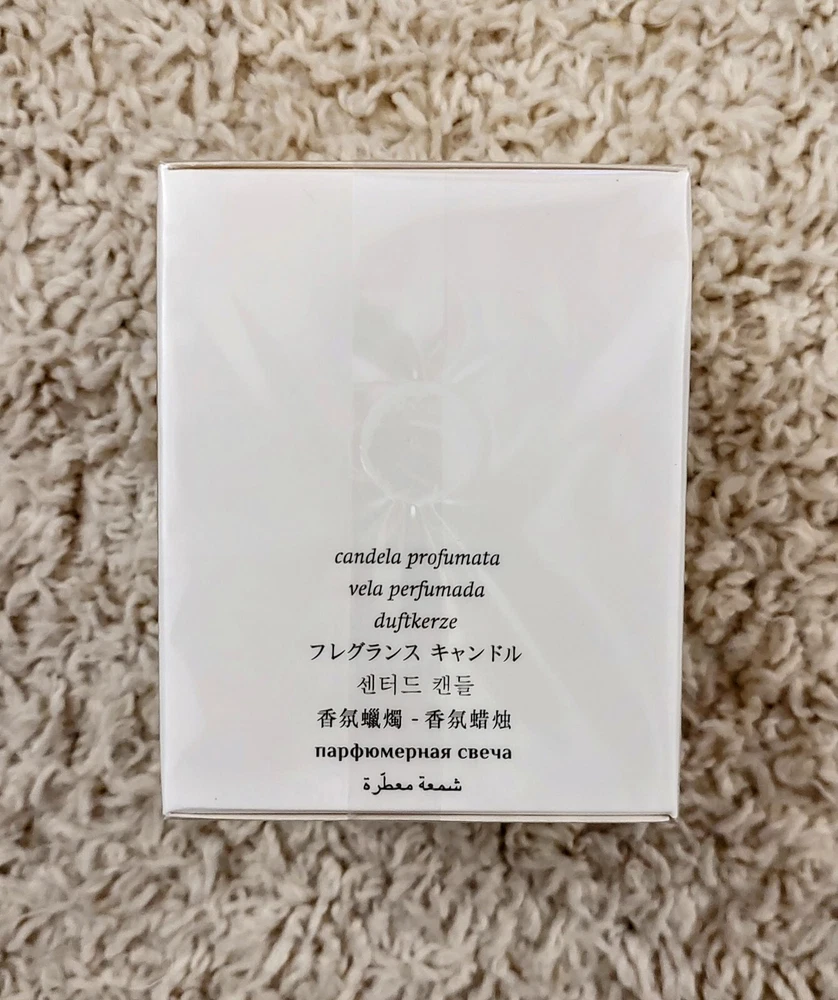 candela profumata
vela perfumada
duftkerze
フレグランス キャンドル
센터드 캔들
香氛蠟燭 - 香氛蜡烛
парфюмерная свеча
شمعة معطّرة